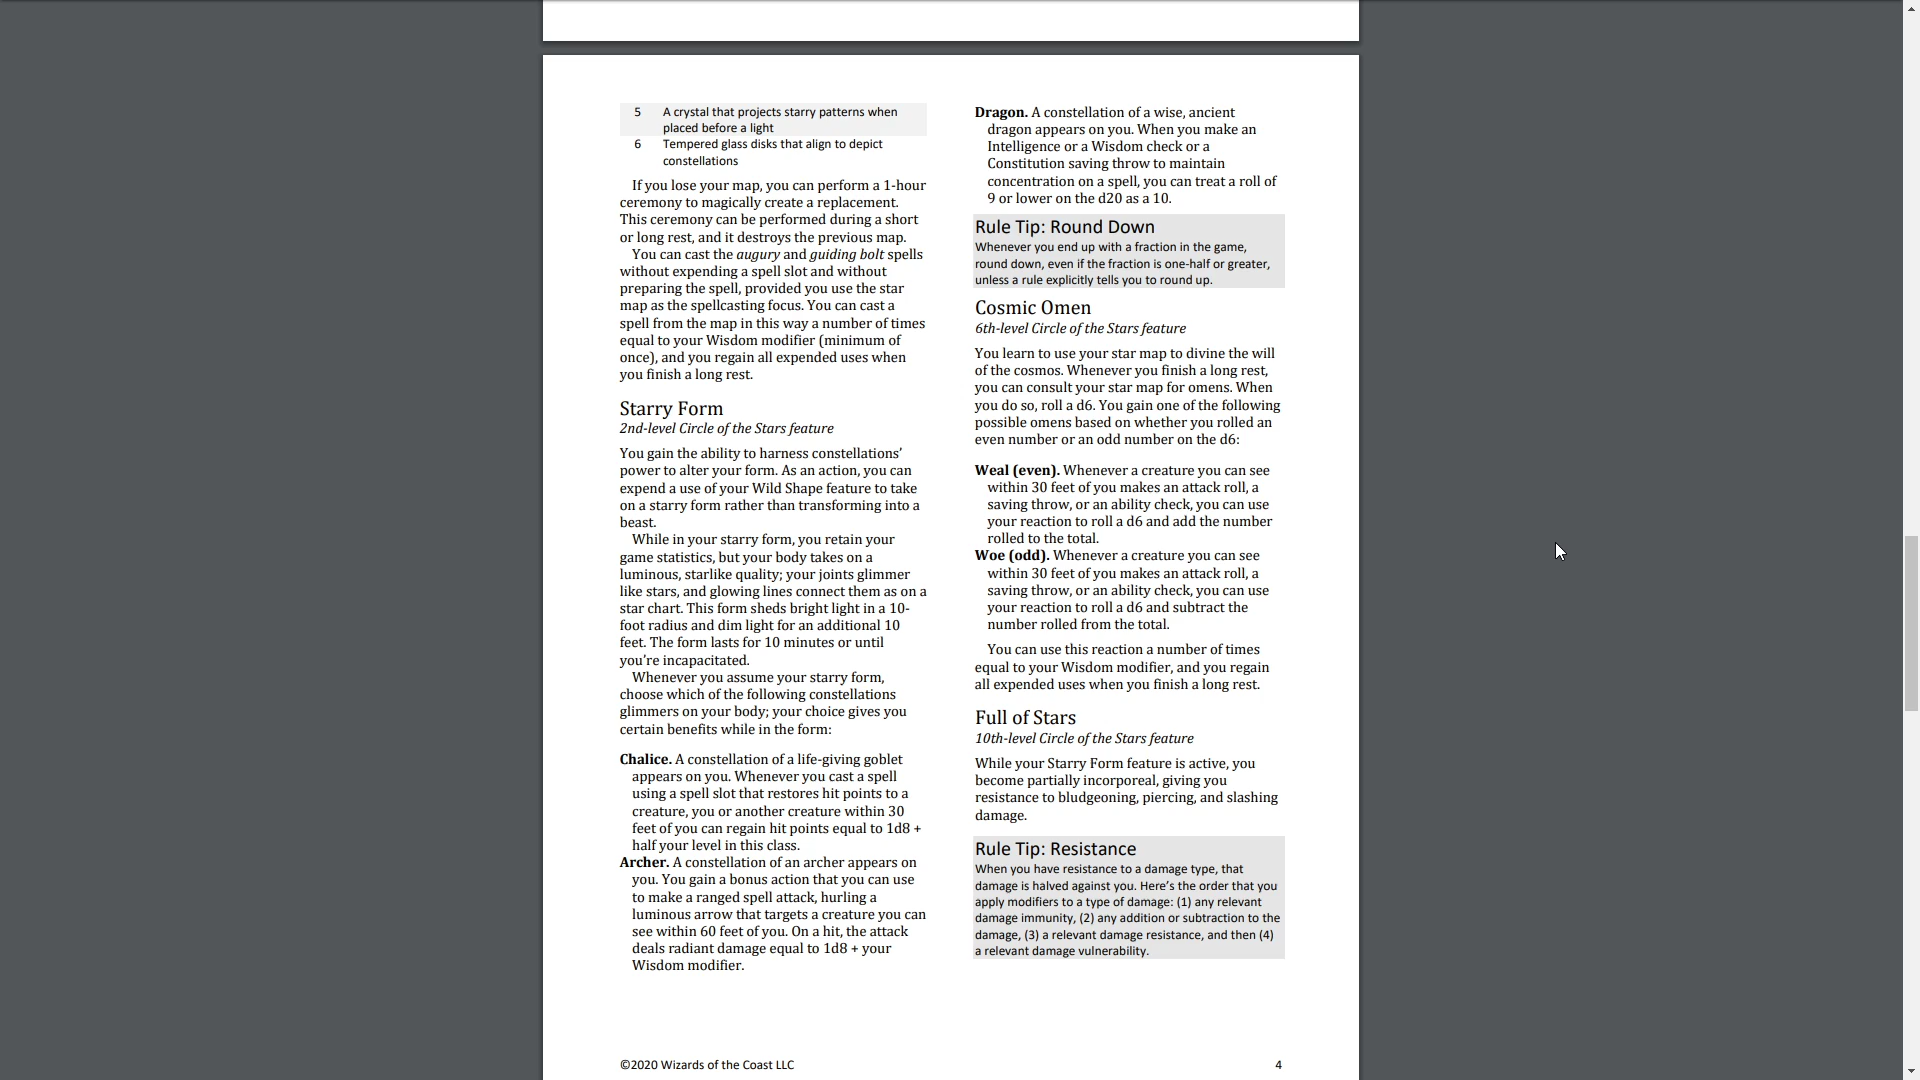 5 A crystal that projects starry patterns when
placed before a light
6 Tempered glass disks that align to depict
constellations
If you lose your map, you can perform a 1-hour
ceremony to magically create a replacement.
This ceremony can be performed during a short
or long rest, and it destroys the previous map.
You can cast the augury and guiding bolt spells
without expending a spell slot and without
preparing the spell, provided you use the star
map as the spellcasting focus. You can cast a
spell from the map in this way a number of times
equal to your Wisdom modifier (minimum of
once), and you regain all expended uses when
you finish a long rest.
Starry Form
2nd-level Circle of the Stars feature
You gain the ability to harness constellations’
power to alter your form. As an action, you can
expend a use of your Wild Shape feature to take
on a starry form rather than transforming into a
beast.
While in your starry form, you retain your
game statistics, but your body takes on a
luminous, starlike quality; your joints glimmer
like stars, and glowing lines connect them as on a
star chart. This form sheds bright light in a 10-
foot radius and dim light for an additional 10
feet. The form lasts for 10 minutes or until
you’re incapacitated.
Whenever you assume your starry form,
choose which of the following constellations
glimmers on your body; your choice gives you
certain benefits while in the form:
Chalice. A constellation of a life-giving goblet
appears on you. Whenever you cast a spell
using a spell slot that restores hit points to a
creature, you or another creature within 30
feet of you can regain hit points equal to 1d8 +
half your level in this class.
Archer. A constellation of an archer appears on
you. You gain a bonus action that you can use
to make a ranged spell attack, hurling a
luminous arrow that targets a creature you can
see within 60 feet of you. On a hit, the attack
deals radiant damage equal to 1d8 + your
Wisdom modifier.
Dragon. A constellation of a wise, ancient
dragon appears on you. When you make an
Intelligence or a Wisdom check or a
Constitution saving throw to maintain
concentration on a spell, you can treat a roll of
9 or lower on the d20 as a 10.
Rule Tip: Round Down
Whenever you end up with a fraction in the game,
round down, even if the fraction is one-half or greater,
unless a rule explicitly tells you to round up.
Cosmic Omen
6th-level Circle of the Stars feature
You learn to use your star map to divine the will
of the cosmos. Whenever you finish a long rest,
you can consult your star map for omens. When
you do so, roll a d6. You gain one of the following
possible omens based on whether you rolled an
even number or an odd number on the d6:
Weal (even). Whenever a creature you can see
within 30 feet of you makes an attack roll, a
saving throw, or an ability check, you can use
your reaction to roll a d6 and add the number
rolled to the total.
Woe (odd). Whenever a creature you can see
within 30 feet of you makes an attack roll, a
saving throw, or an ability check, you can use
your reaction to roll a d6 and subtract the
number rolled from the total.
You can use this reaction a number of times
equal to your Wisdom modifier, and you regain
all expended uses when you finish a long rest.
Full of Stars
10th-level Circle of the Stars feature
While your Starry Form feature is active, you
become partially incorporeal, giving you
resistance to bludgeoning, piercing, and slashing
damage.
Rule Tip: Resistance
When you have resistance to a damage type, that
damage is halved against you. Here’s the order that you
apply modifiers to a type of damage: (1) any relevant
damage immunity, (2) any addition or subtraction to the
damage, (3) a relevant damage resistance, and then (4)
a relevant damage vulnerability.
©2020 Wizards of the Coast LLC 4